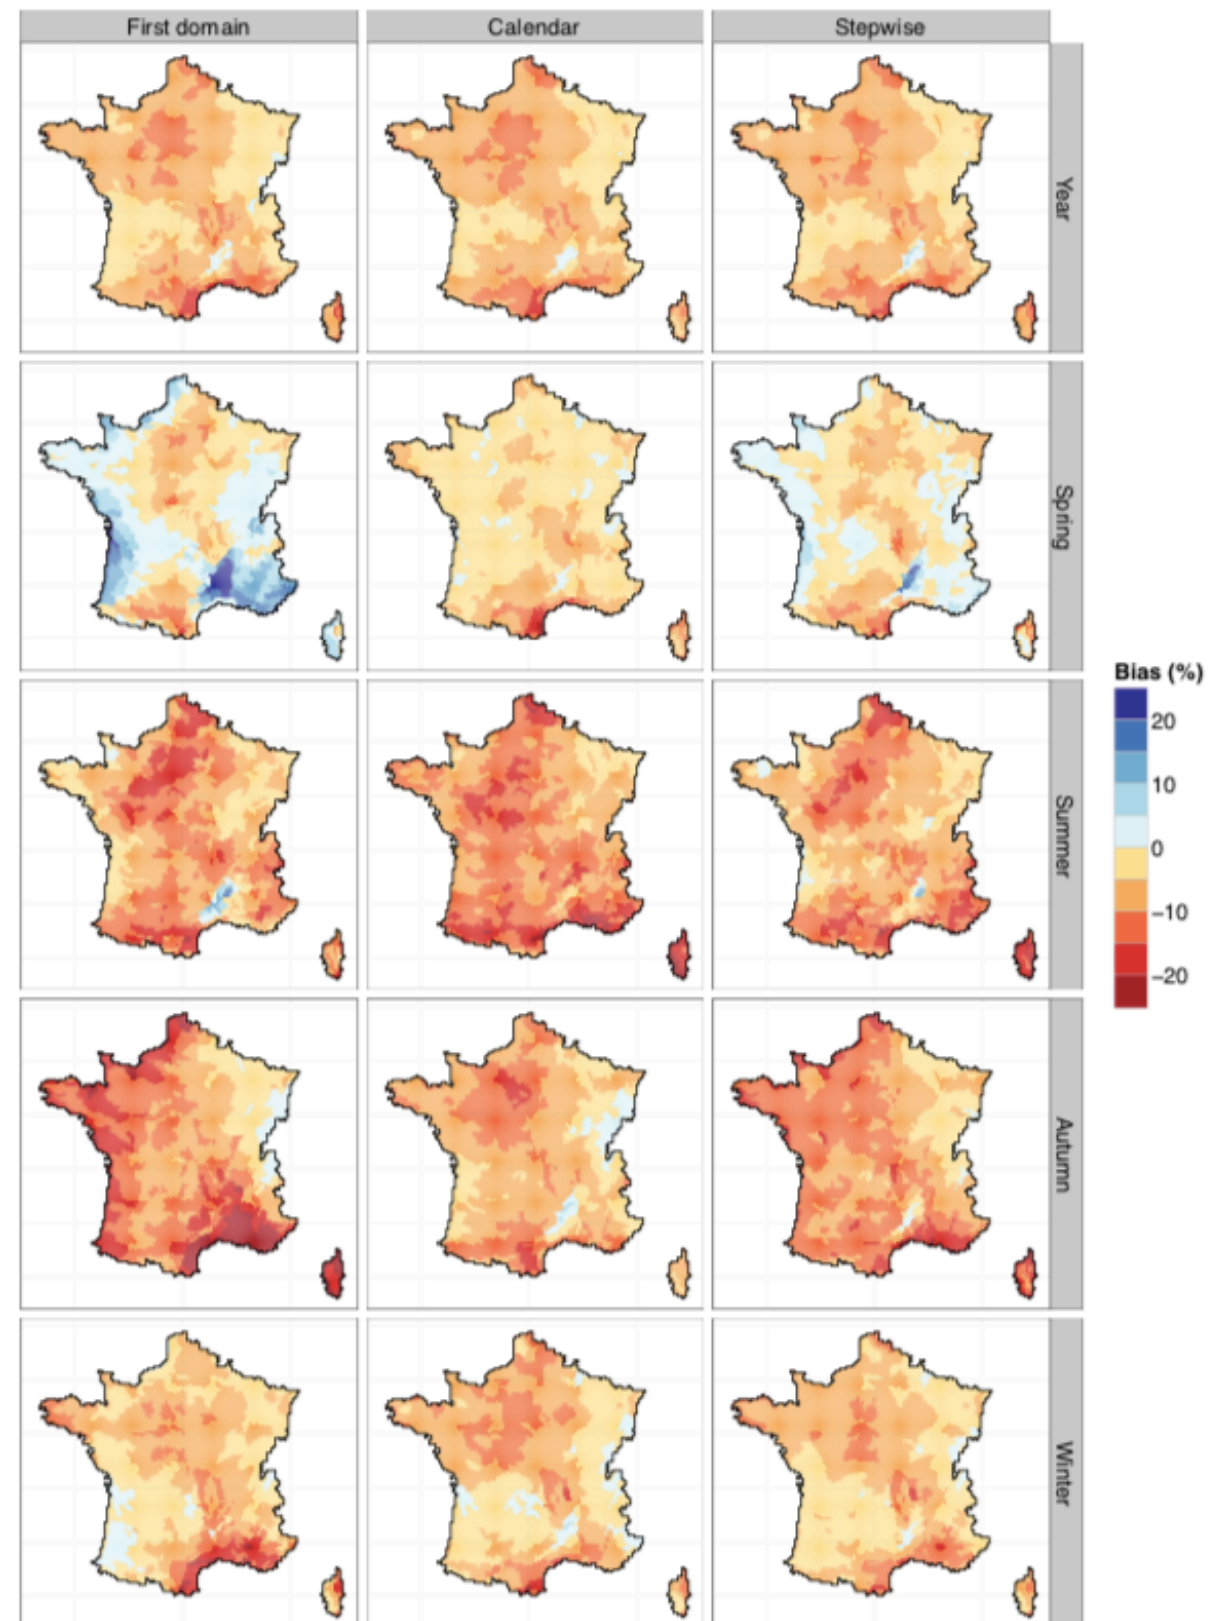 First domain
Calendar
Stepwise
Year
Spring
Summer
Autumn
Winter
Bias (%)
20
10
0
−10
−20